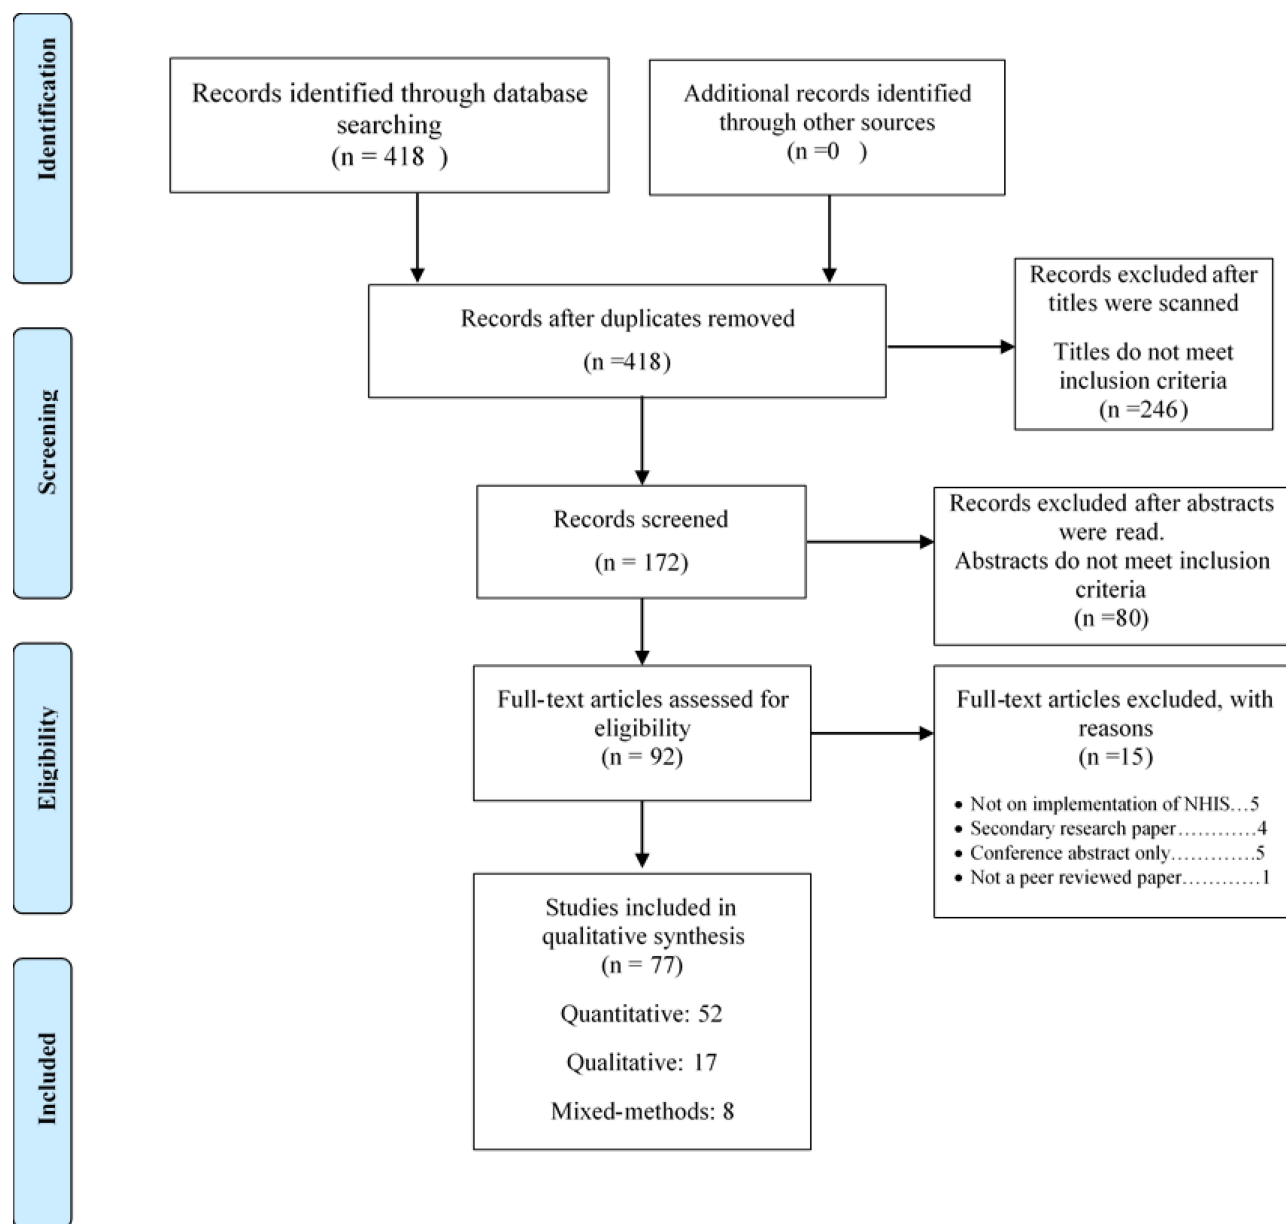 Identification
Records identified through database
searching
(n = 418  )
Additional records identified
through other sources
(n =0   )
Records after duplicates removed
(n =418)
Records excluded after
titles were scanned
Titles do not meet
inclusion criteria
(n =246)
Screening
Records screened
(n = 172)
Records excluded after abstracts
were read.
Abstracts do not meet inclusion
criteria
(n =80)
Eligibility
Full-text articles assessed for
eligibility
(n = 92)
Full-text articles excluded, with
reasons
(n =15)
• Not on implementation of NHIS…5
• Secondary research paper…………4
• Conference abstract only………….5
• Not a peer reviewed paper…………1
Included
Studies included in
qualitative synthesis
(n = 77)
Quantitative: 52
Qualitative: 17
Mixed-methods: 8